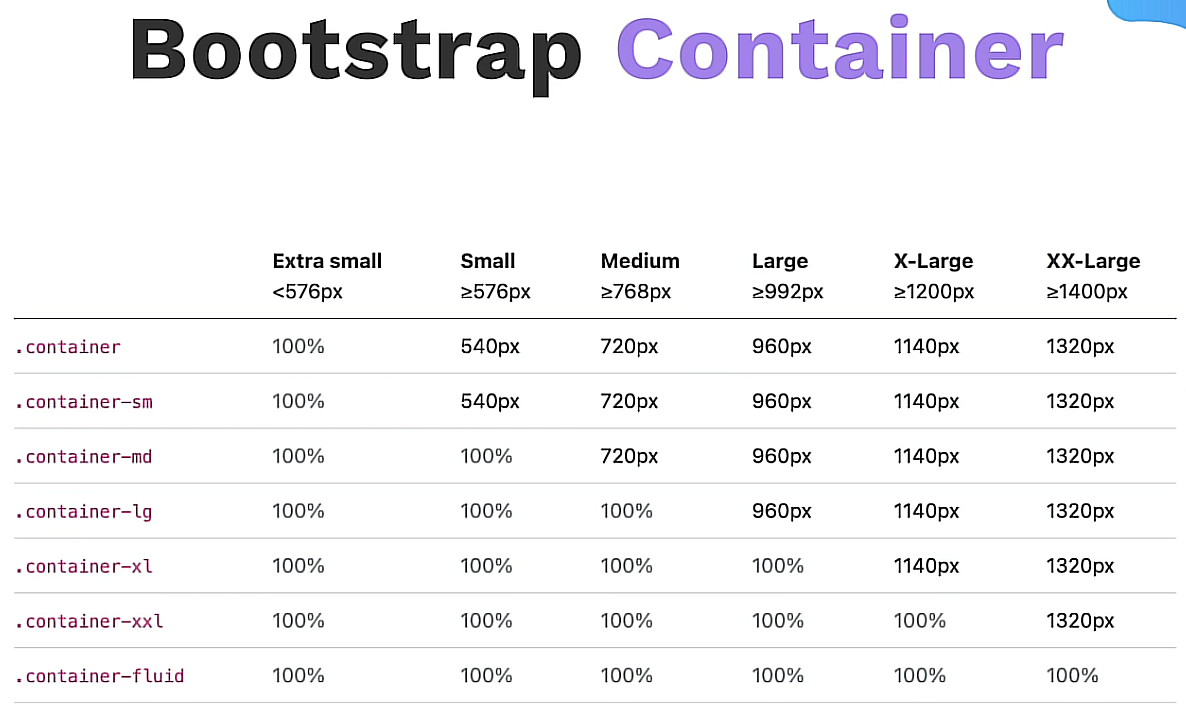 Bootstrap Container
Extra small Small Medium Large X-Large XX-Large
<576px ≥576px ≥768px ≥992px ≥1200px ≥1400px
.container 100% 540px 720px 960px 1140px 1320px
.container-sm 100% 540px 720px 960px 1140px 1320px
.container-md 100% 100% 720px 960px 1140px 1320px
.container-lg 100% 100% 100% 960px 1140px 1320px
.container-xl 100% 100% 100% 100% 1140px 1320px
.container-xxl 100% 100% 100% 100% 100% 1320px
.container-fluid 100% 100% 100% 100% 100% 100%